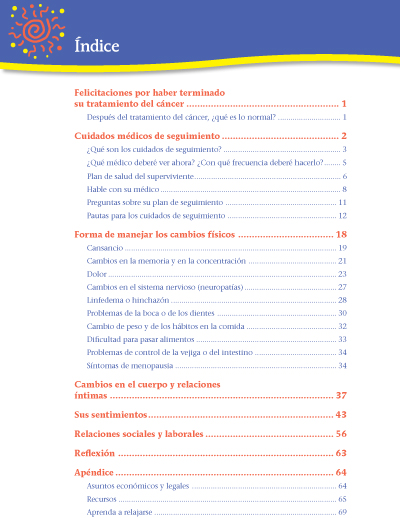 Índice
Felicitaciones por haber terminado
su tratamiento del cáncer ........ 1
Después del tratamiento del cáncer, ¿qué es lo normal? ........ 1
Cuidados médicos de seguimiento ........ 2
¿Qué son los cuidados de seguimiento? ........ 3
¿Qué médico deberé ver ahora? ¿Con qué frecuencia deberé hacerlo? ........ 5
Plan de salud del superviviente ........ 6
Hable con su médico ........ 8
Preguntas sobre su plan de seguimiento ........ 11
Pautas para los cuidados de seguimiento ........ 12
Forma de manejar los cambios físicos ........ 18
Cansancio ........ 19
Cambios en la memoria y en la concentración ........ 21
Dolor ........ 23
Cambios en el sistema nervioso (neuropatías) ........ 27
Linfedema o hinchazón ........ 28
Problemas de la boca o de los dientes ........ 30
Cambio de peso y de los hábitos en la comida ........ 32
Dificultad para pasar alimentos ........ 33
Problemas de control de la vejiga o del intestino ........ 34
Síntomas de menopausia ........ 34
Cambios en el cuerpo y relaciones
íntimas ........ 37
Sus sentimientos ........ 43
Relaciones sociales y laborales ........ 56
Reflexión ........ 63
Apéndice ........ 64
Asuntos económicos y legales ........ 64
Recursos ........ 65
Aprenda a relajarse ........ 69